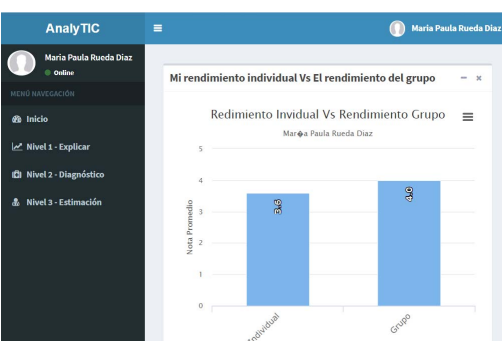 AnalyTIC
Maria Paula Rueda Diaz
Maria Paula Rueda Diaz
Online
MENÚ NAVEGACIÓN
Inicio
Nivel 1 - Explicar
Nivel 2 - Diagnóstico
Nivel 3 - Estimación
Mi rendimiento individual Vs El rendimiento del grupo
Redimiento Invidual Vs Rendimiento Grupo
Mar�a Paula Rueda Diaz
Nota Promedio
5
4
3
2
1
0
3.6
4.0
Individual
Grupo